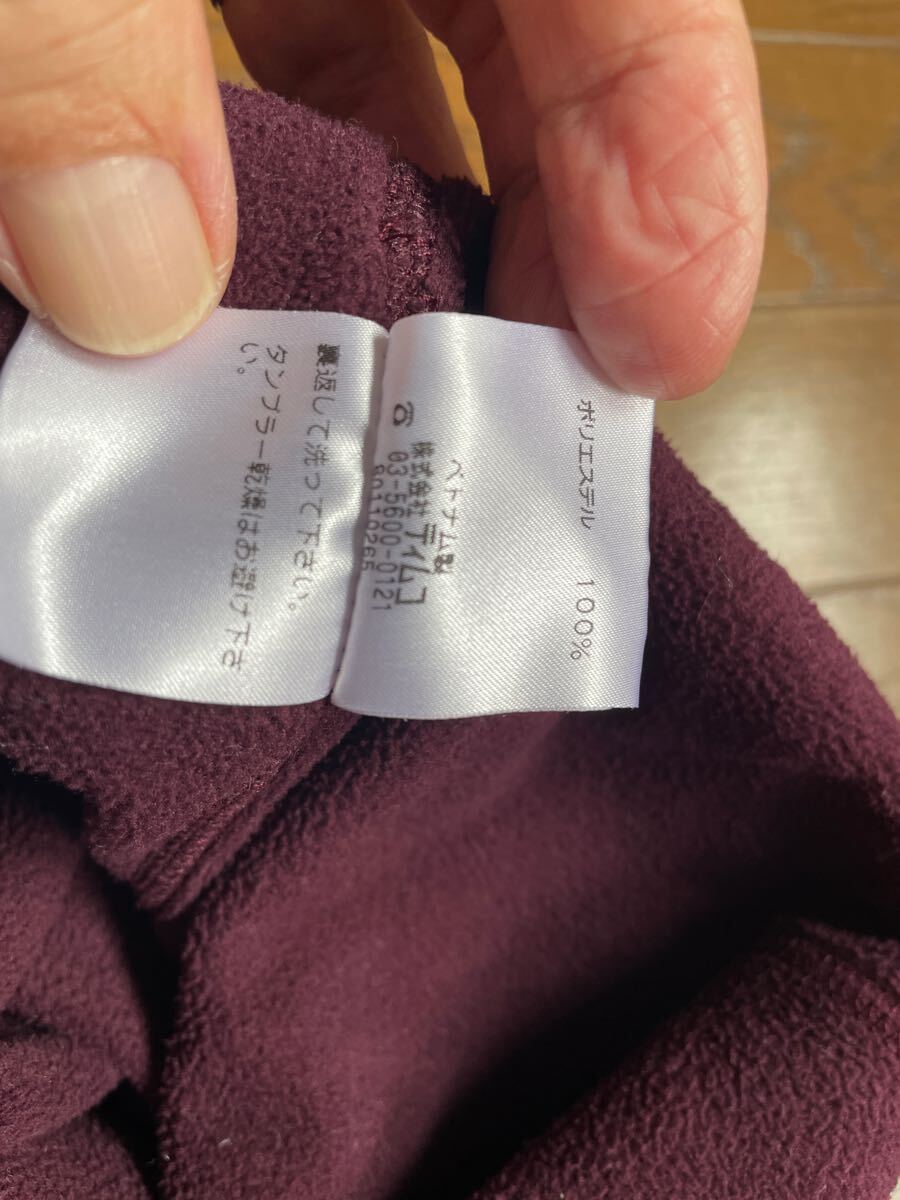 裏返して洗って下さい。
タンブラー乾燥はお避け下さ
い。
ポリエステル 100%
ベトナム製
株式会社 ティムコ
☎ 03-5600-0121
80110265